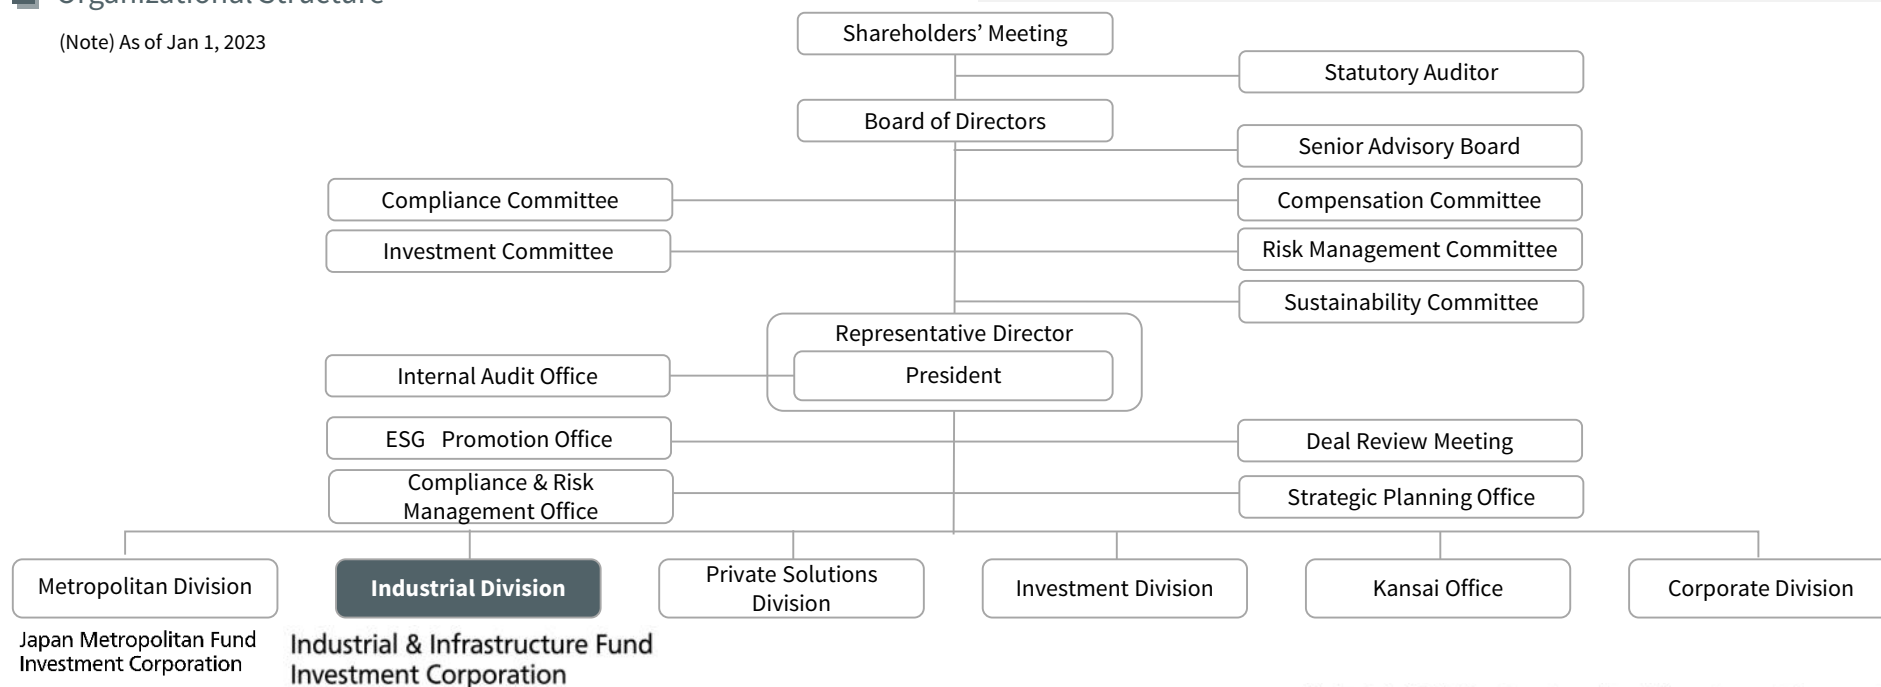 Organizational Structure
(Note) As of Jan 1, 2023
Shareholders’ Meeting
Statutory Auditor
Board of Directors
Senior Advisory Board
Compliance Committee
Compensation Committee
Investment Committee
Risk Management Committee
Sustainability Committee
Representative Director
President
Internal Audit Office
ESG Promotion Office
Deal Review Meeting
Compliance & Risk
Management Office
Strategic Planning Office
Metropolitan Division
Industrial Division
Private Solutions
Division
Investment Division
Kansai Office
Corporate Division
Japan Metropolitan Fund
Investment Corporation
Industrial & Infrastructure Fund
Investment Corporation